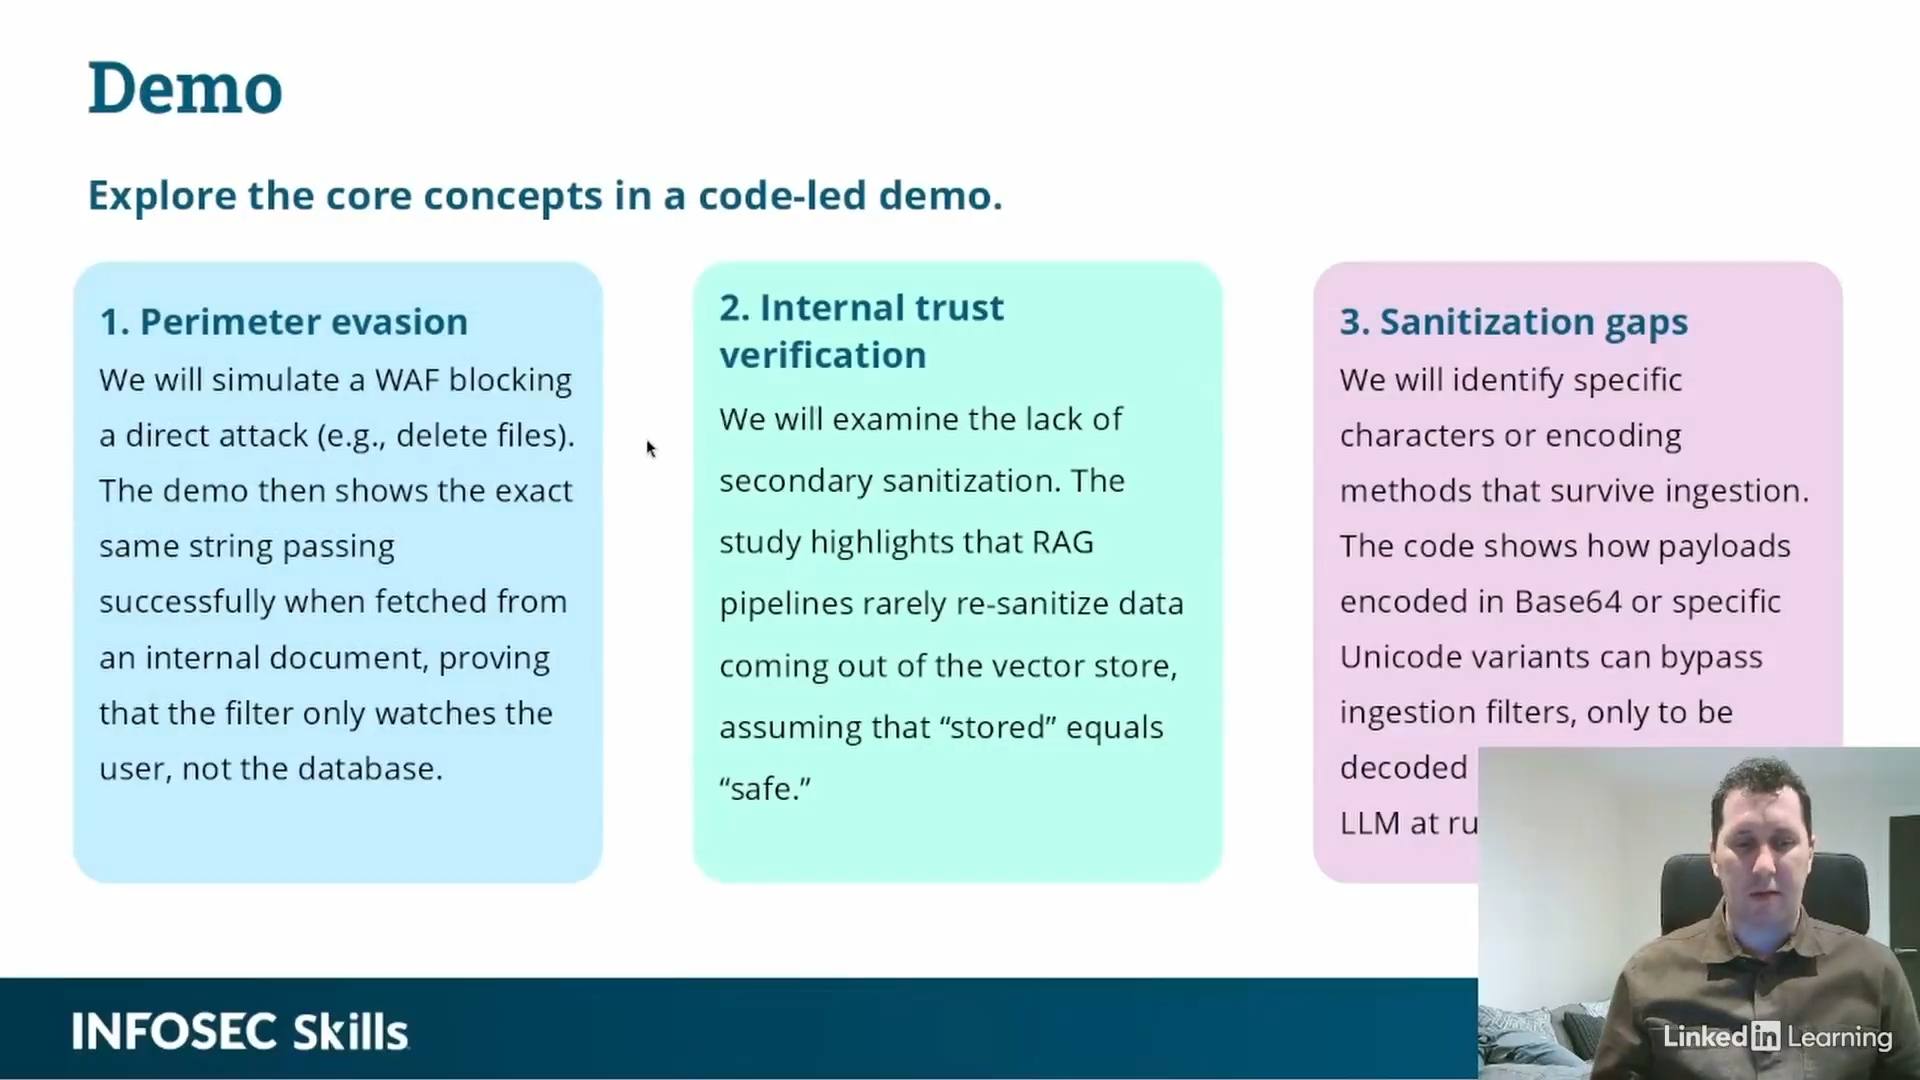 Demo
Explore the core concepts in a code-led demo.
1. Perimeter evasion
We will simulate a WAF blocking
a direct attack (e.g., delete files).
The demo then shows the exact
same string passing
successfully when fetched from
an internal document, proving
that the filter only watches the
user, not the database.
2. Internal trust
verification
We will examine the lack of
secondary sanitization. The
study highlights that RAG
pipelines rarely re-sanitize data
coming out of the vector store,
assuming that “stored” equals
“safe.”
3. Sanitization gaps
We will identify specific
characters or encoding
methods that survive ingestion.
The code shows how payloads
encoded in Base64 or specific
Unicode variants can bypass
ingestion filters, only to be
decoded
LLM at
INFOSEC Skills
LinkedIn Learning